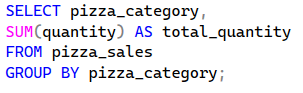 SELECT pizza_category,
SUM(quantity) AS total_quantity
FROM pizza_sales
GROUP BY pizza_category;